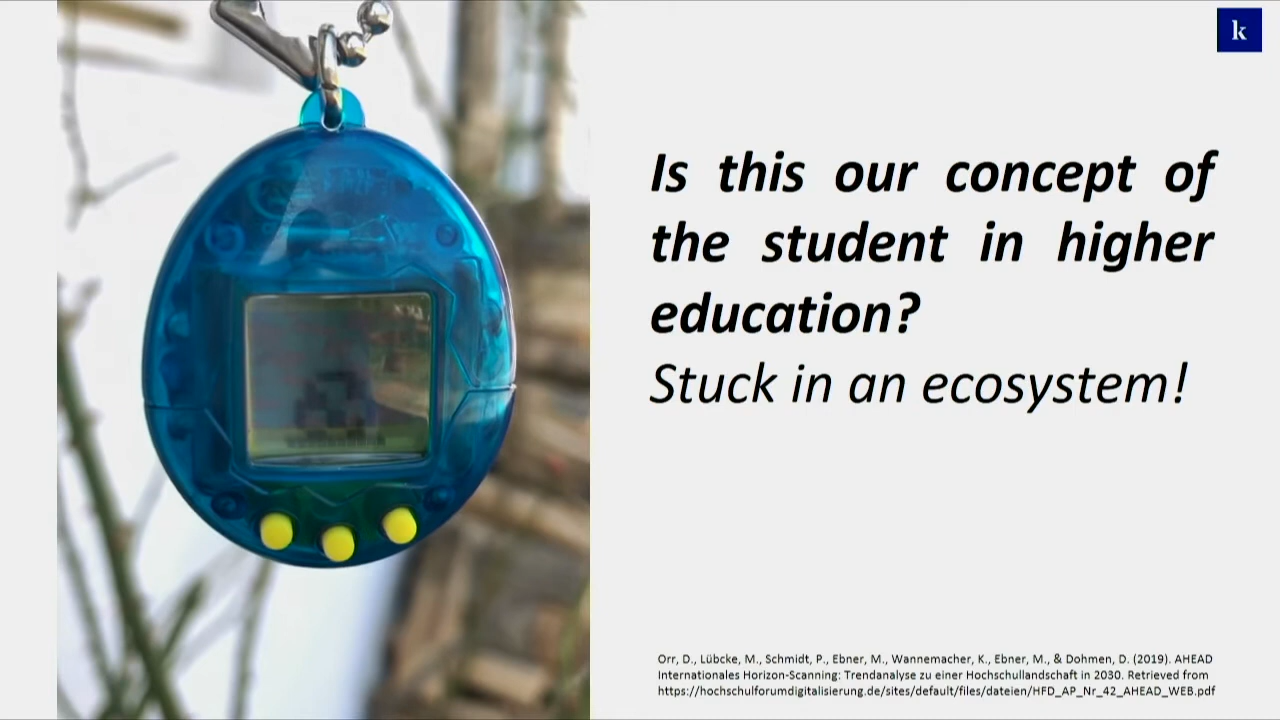 k
Is this our concept of
the student in higher
education?
Stuck in an ecosystem!
Orr, D., Lübcke, M., Schmidt, P., Ebner, M., Wannemacher, K., Ebner, M., & Dohmen, D. (2019). AHEAD
Internationales Horizon-Scanning: Trendanalyse zu einer Hochschullandschaft in 2030. Retrieved from
https://hochschulforumdigitalisierung.de/sites/default/files/dateien/HFD_AP_Nr_42_AHEAD_WEB.pdf